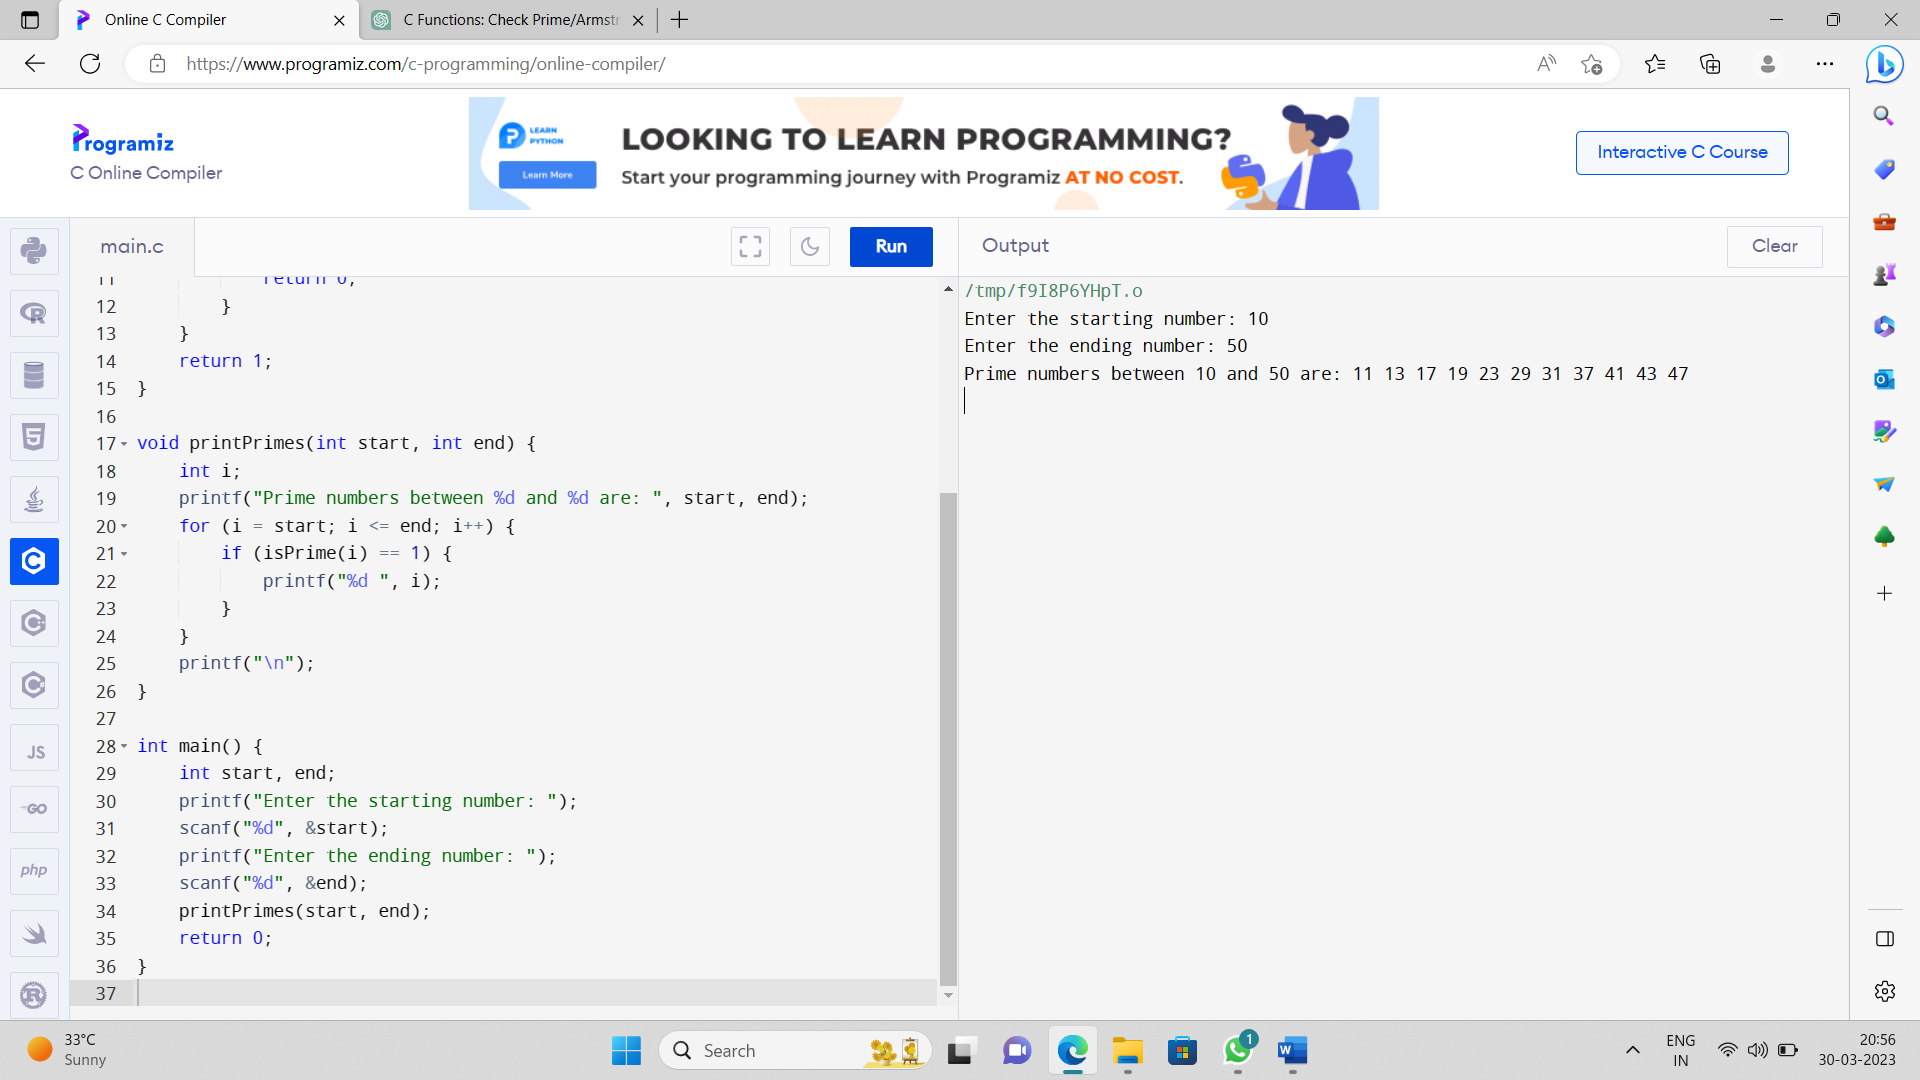 Online C Compiler
C Functions: Check Prime/Armstr
https://www.programiz.com/c-programming/online-compiler/
Programiz
C Online Compiler
LEARN PYTHON
Learn More
LOOKING TO LEARN PROGRAMMING?
Start your programming journey with Programiz AT NO COST.
Interactive C Course
main.c
Run
Output
Clear
11             return 0;
12         }
13     }
14     return 1;
15 }
16
17 void printPrimes(int start, int end) {
18     int i;
19     printf("Prime numbers between %d and %d are: ", start, end);
20     for (i = start; i <= end; i++) {
21         if (isPrime(i) == 1) {
22             printf("%d ", i);
23         }
24     }
25     printf("\n");
26 }
27
28 int main() {
29     int start, end;
30     printf("Enter the starting number: ");
31     scanf("%d", &start);
32     printf("Enter the ending number: ");
33     scanf("%d", &end);
34     printPrimes(start, end);
35     return 0;
36 }
37
/tmp/f9I8P6YHpT.o
Enter the starting number: 10
Enter the ending number: 50
Prime numbers between 10 and 50 are: 11 13 17 19 23 29 31 37 41 43 47
JS
GO
php
33°C
Sunny
Search
1
ENG
IN
20:56
30-03-2023